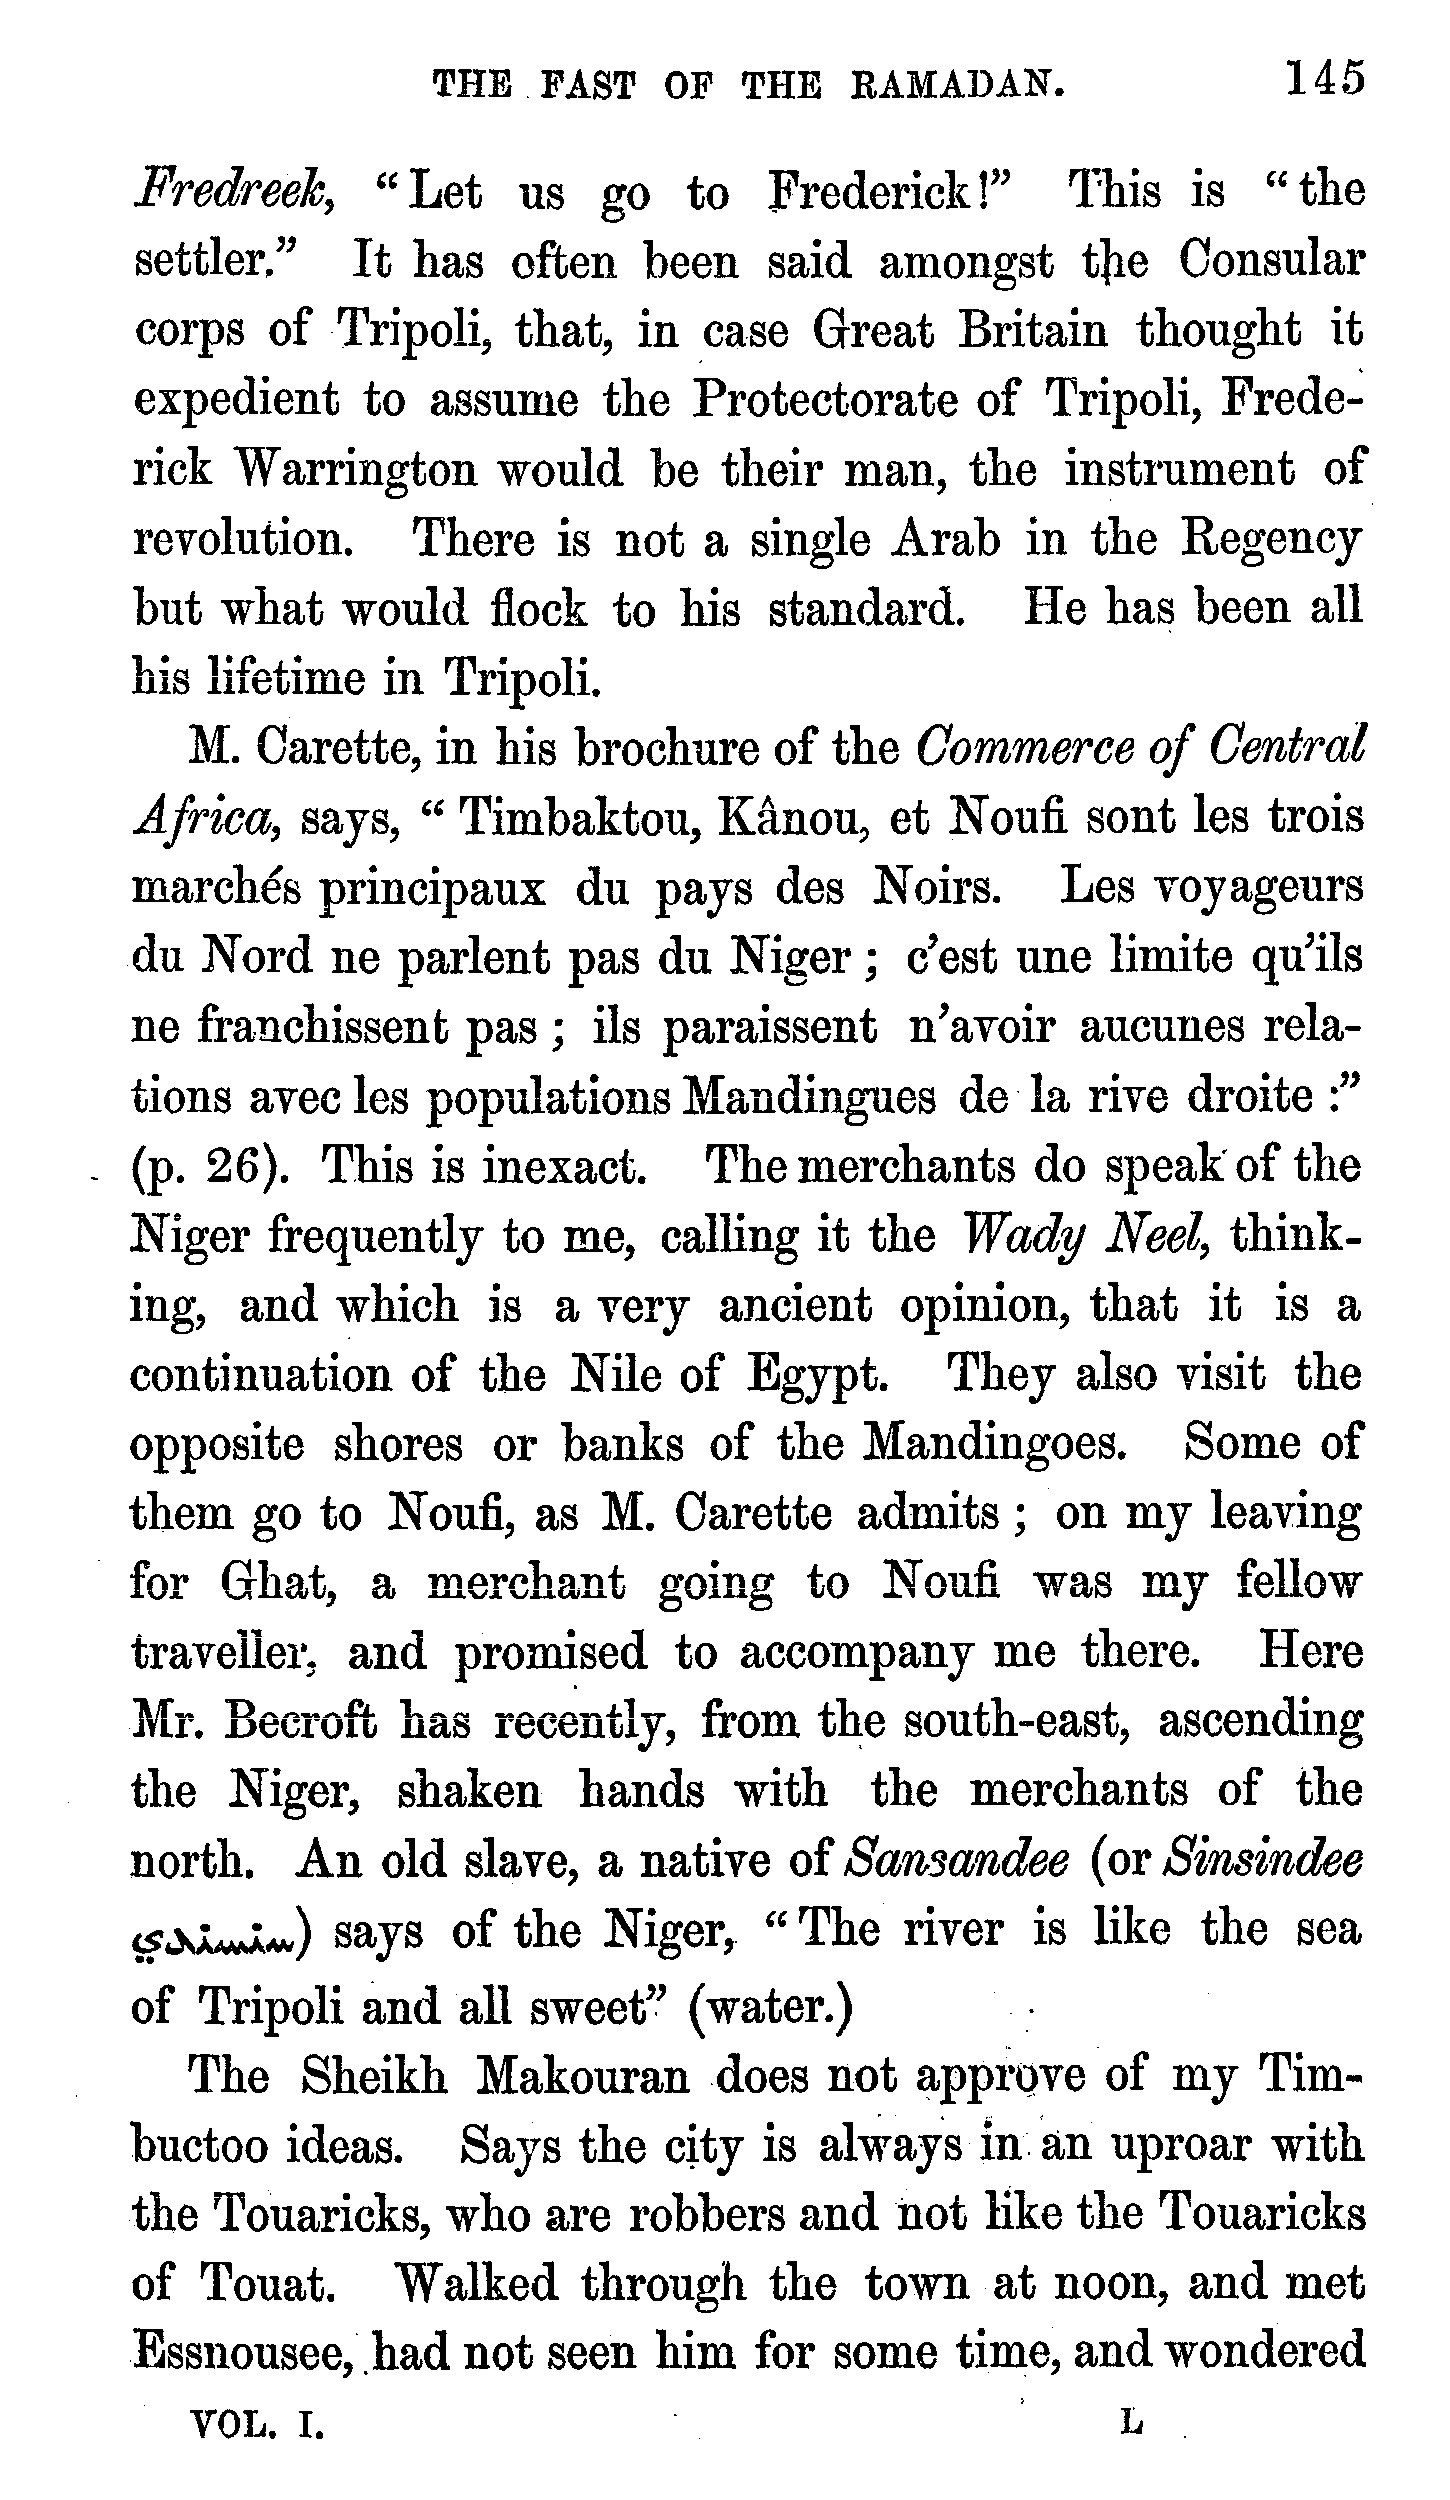 THE FAST OF THE RAMADAN. 145
Fredreek, “Let us go to Frederick!” This is “the
settler.” It has often been said amongst the Consular
corps of Tripoli, that, in case Great Britain thought it
expedient to assume the Protectorate of Tripoli, Frede-
rick Warrington would be their man, the instrument of
revolution. There is not a single Arab in the Regency
but what would flock to his standard. He has been all
his lifetime in Tripoli.
M. Carette, in his brochure of the Commerce of Central
Africa, says, “Timbaktou, Kânou, et Noufi sont les trois
marchés principaux du pays des Noirs. Les voyageurs
du Nord ne parlent pas du Niger; c’est une limite qu’ils
ne franchissent pas; ils paraissent n’avoir aucunes rela-
tions avec les populations Mandingues de la rive droite:”
(p. 26). This is inexact. The merchants do speak of the
Niger frequently to me, calling it the Wady Neel, think-
ing, and which is a very ancient opinion, that it is a
continuation of the Nile of Egypt. They also visit the
opposite shores or banks of the Mandingoes. Some of
them go to Noufi, as M. Carette admits; on my leaving
for Ghat, a merchant going to Noufi was my fellow
traveller, and promised to accompany me there. Here
Mr. Becroft has recently, from the south-east, ascending
the Niger, shaken hands with the merchants of the
north. An old slave, a native of Sansandee (or Sinsindee
سنسندي) says of the Niger, “The river is like the sea
of Tripoli and all sweet” (water.)
The Sheikh Makouran does not approve of my Tim-
buctoo ideas. Says the city is always in an uproar with
the Touaricks, who are robbers and not like the Touaricks
of Touat. Walked through the town at noon, and met
Essnousee, had not seen him for some time, and wondered
VOL. I. L